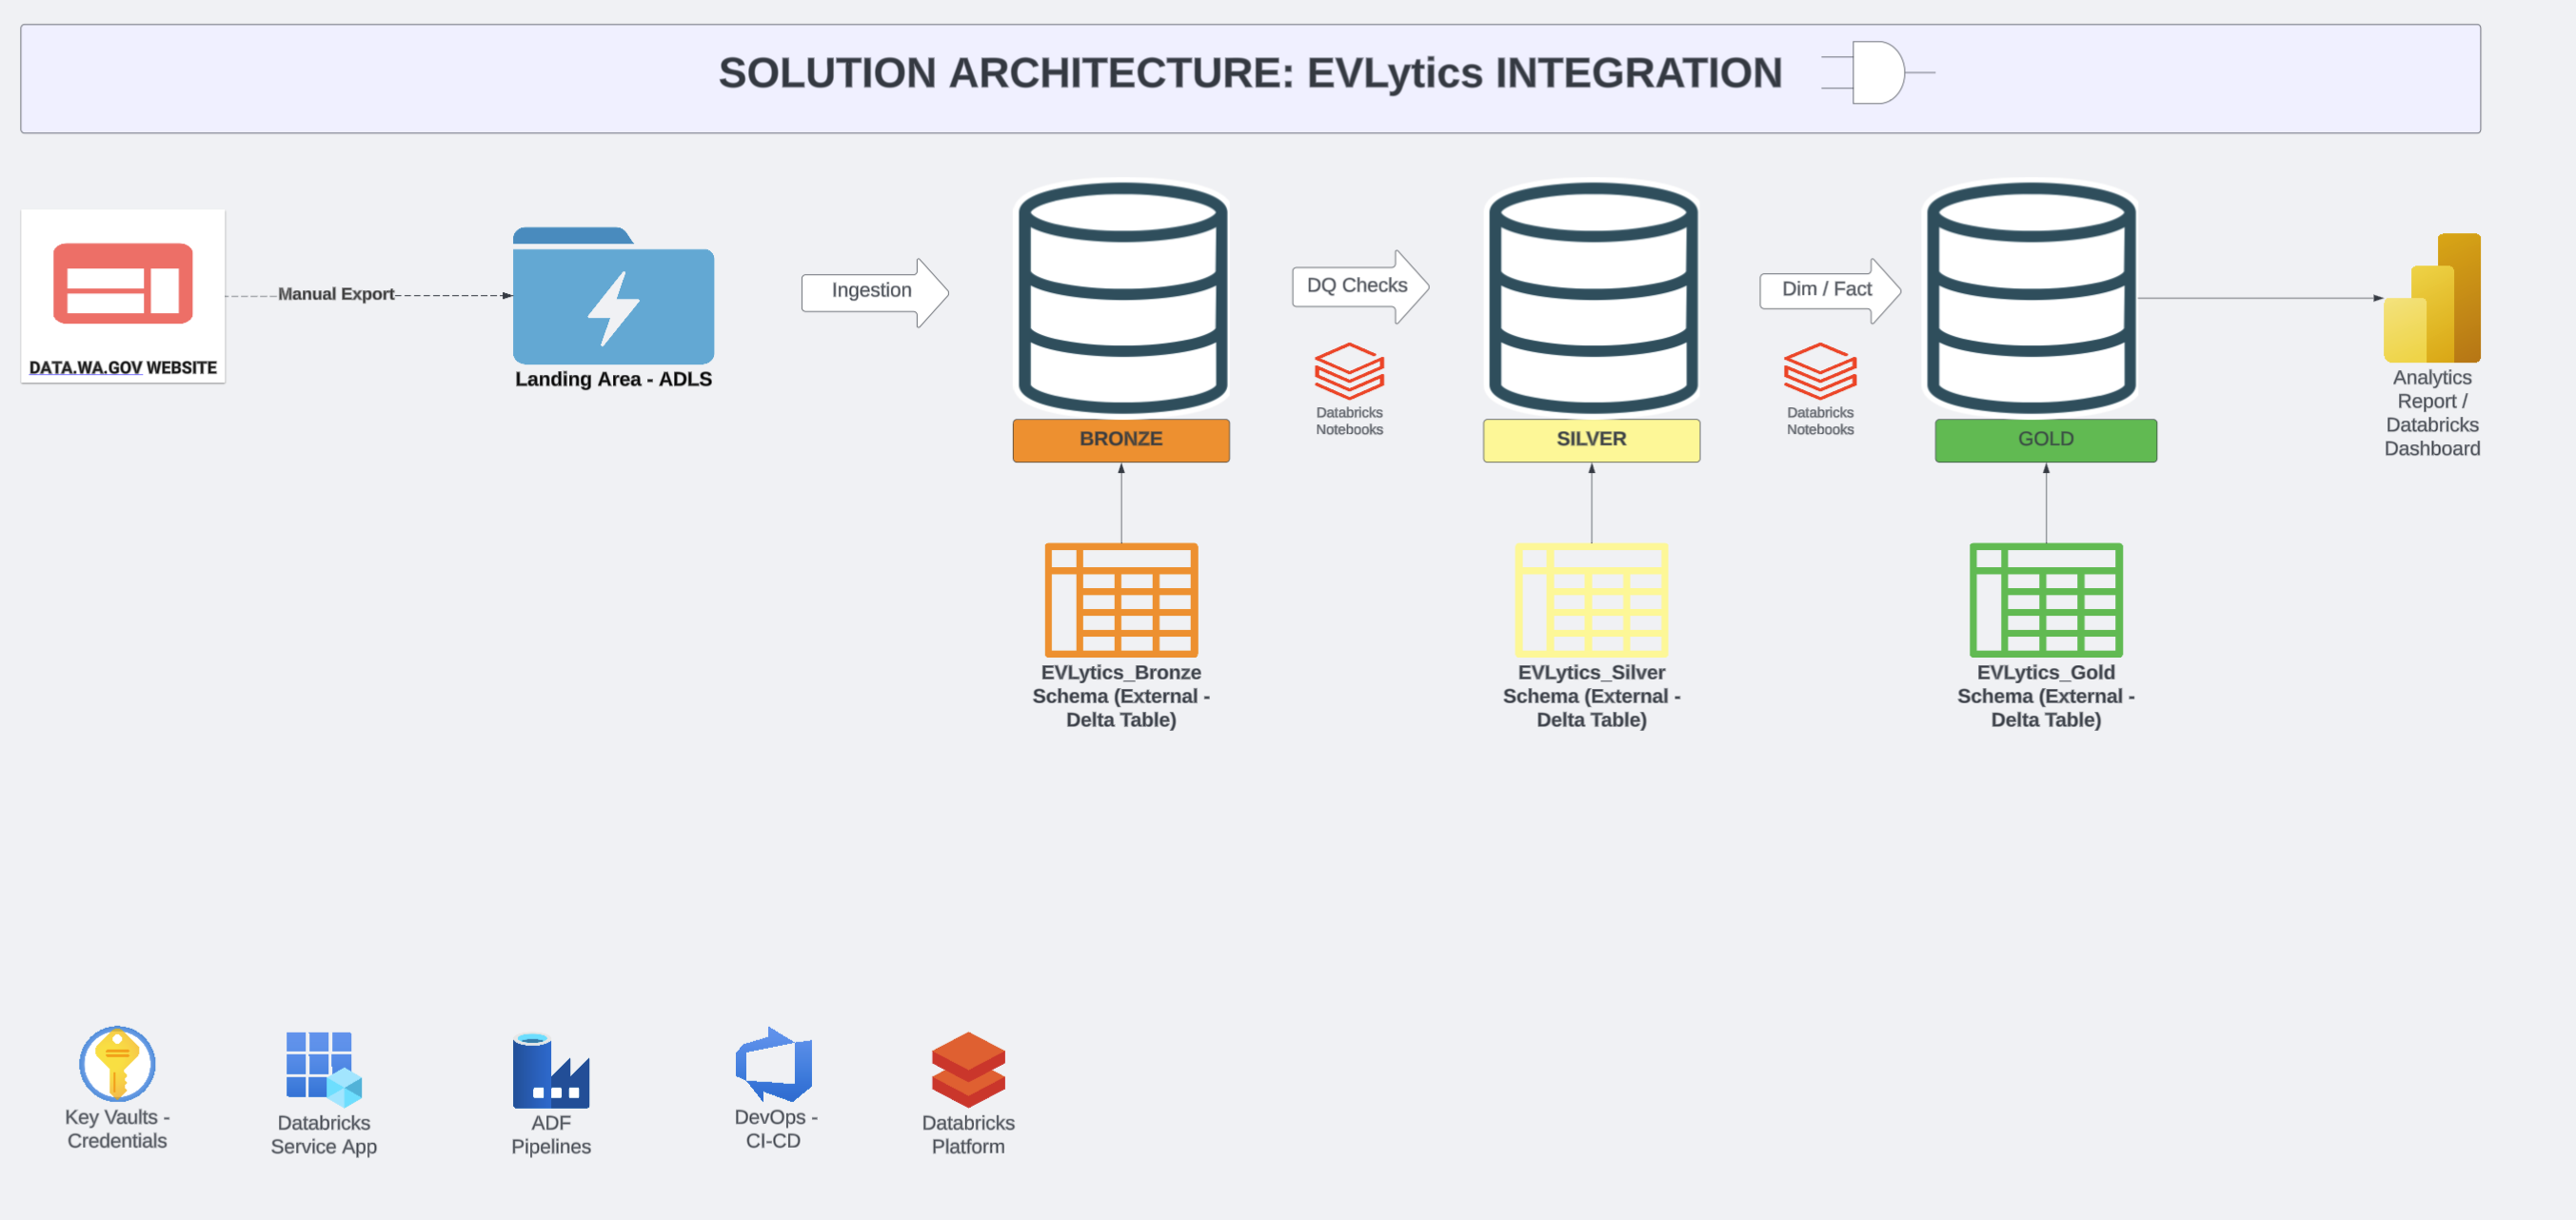 SOLUTION ARCHITECTURE: EVLytics INTEGRATION
DATA.WA.GOV WEBSITE
Manual Export
Landing Area - ADLS
Ingestion
BRONZE
DQ Checks
Databricks
Notebooks
SILVER
Dim / Fact
Databricks
Notebooks
GOLD
Analytics
Report /
Databricks
Dashboard
EVLytics_Bronze
Schema (External -
Delta Table)
EVLytics_Silver
Schema (External -
Delta Table)
EVLytics_Gold
Schema (External -
Delta Table)
Key Vaults -
Credentials
Databricks
Service App
ADF
Pipelines
DevOps -
CI-CD
Databricks
Platform